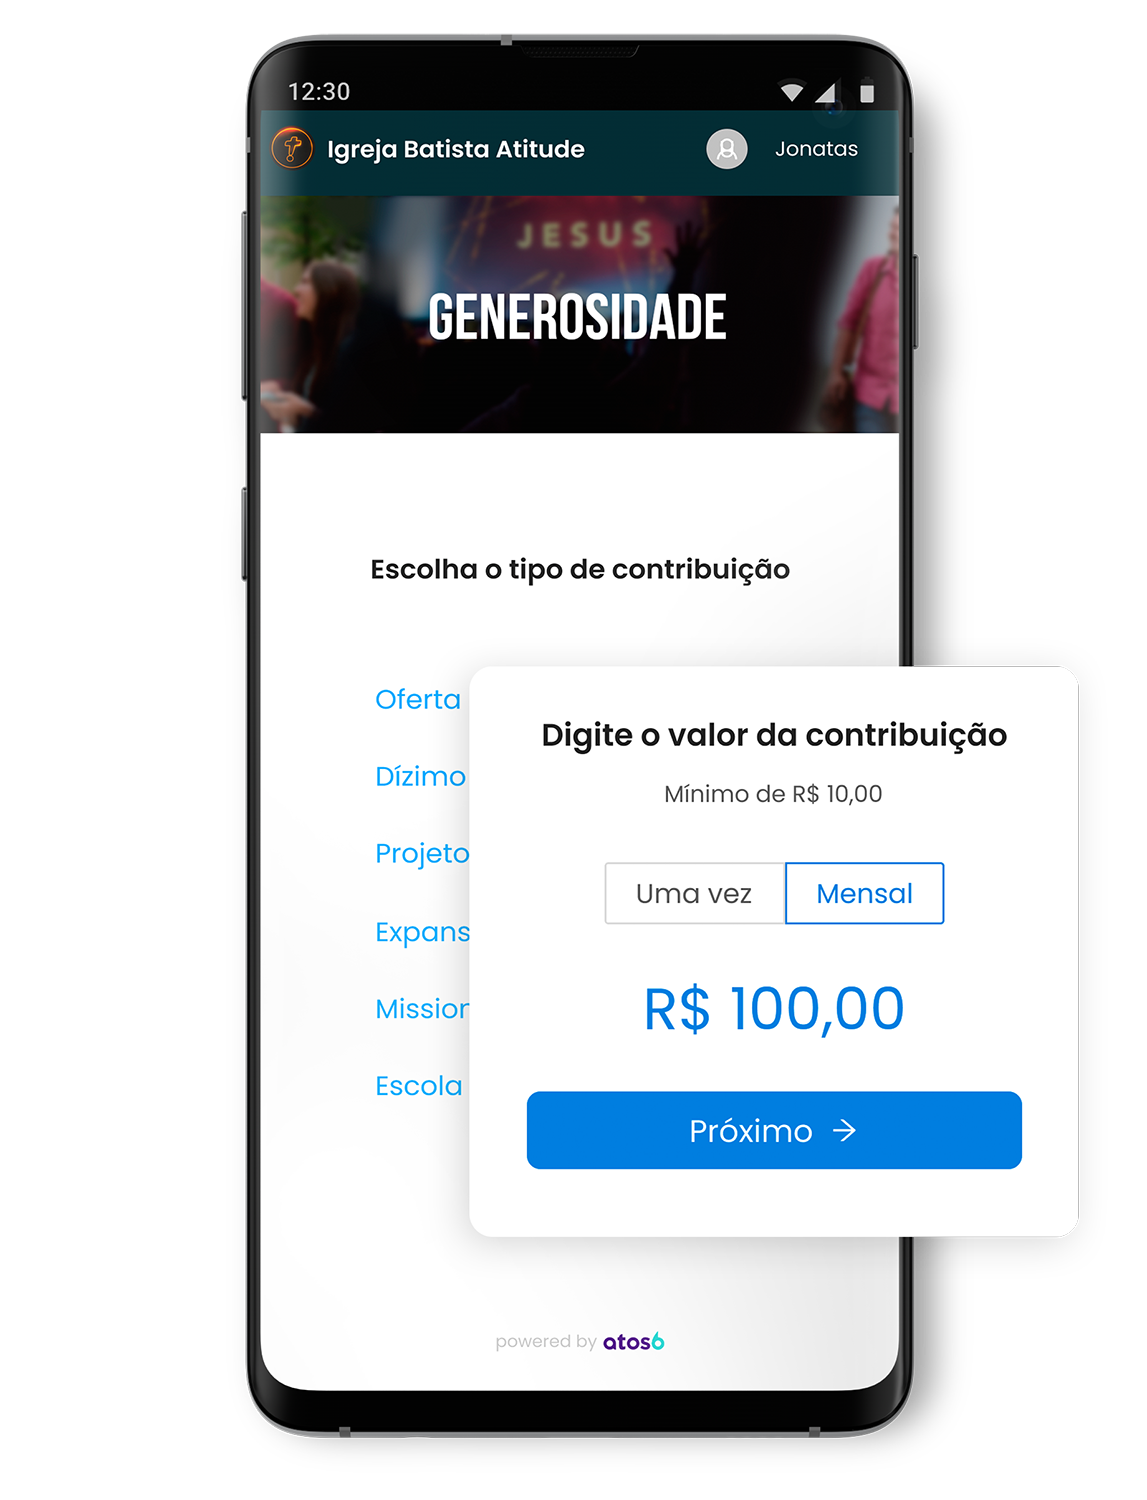 12:30
Igreja Batista Atitude
Jonatas
JESUS
GENEROSIDADE
Escolha o tipo de contribuição
Oferta
Dízimo
Projeto
Expans
Mission
Escola
Digite o valor da contribuição
Mínimo de R$ 10,00
Uma vez
Mensal
R$ 100,00
Próximo →
powered by atos6